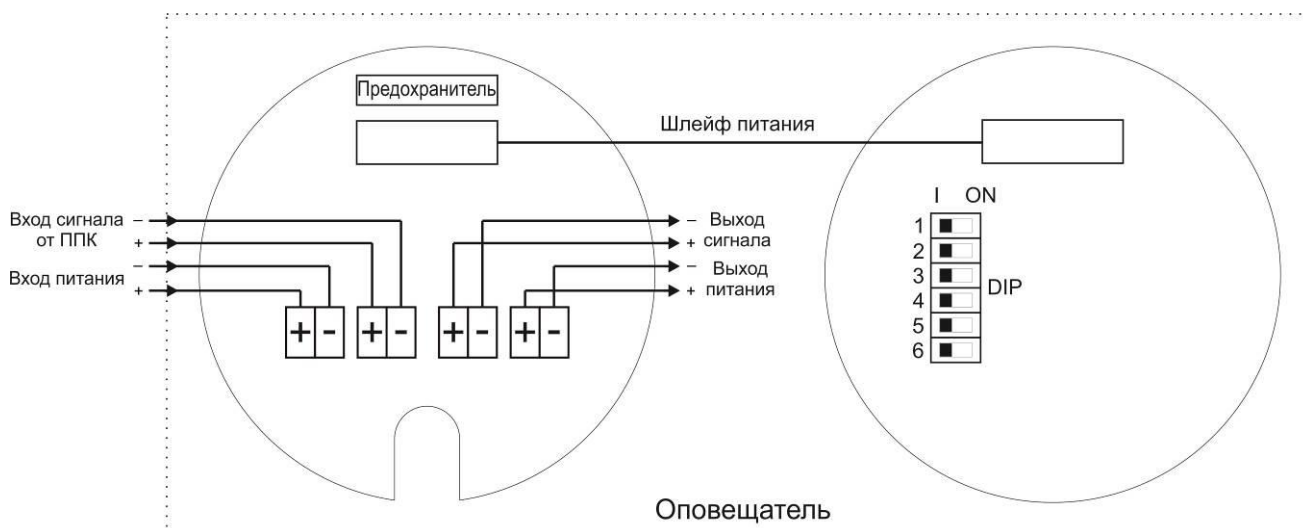 Предохранитель
Шлейф питания
I ON
Вход сигнала
от ППК
–
+
Вход питания
–
+
– Выход
+ сигнала
– Выход
+ питания
+ - + - + - + -
1
2
3
4
5
6
DIP
Оповещатель